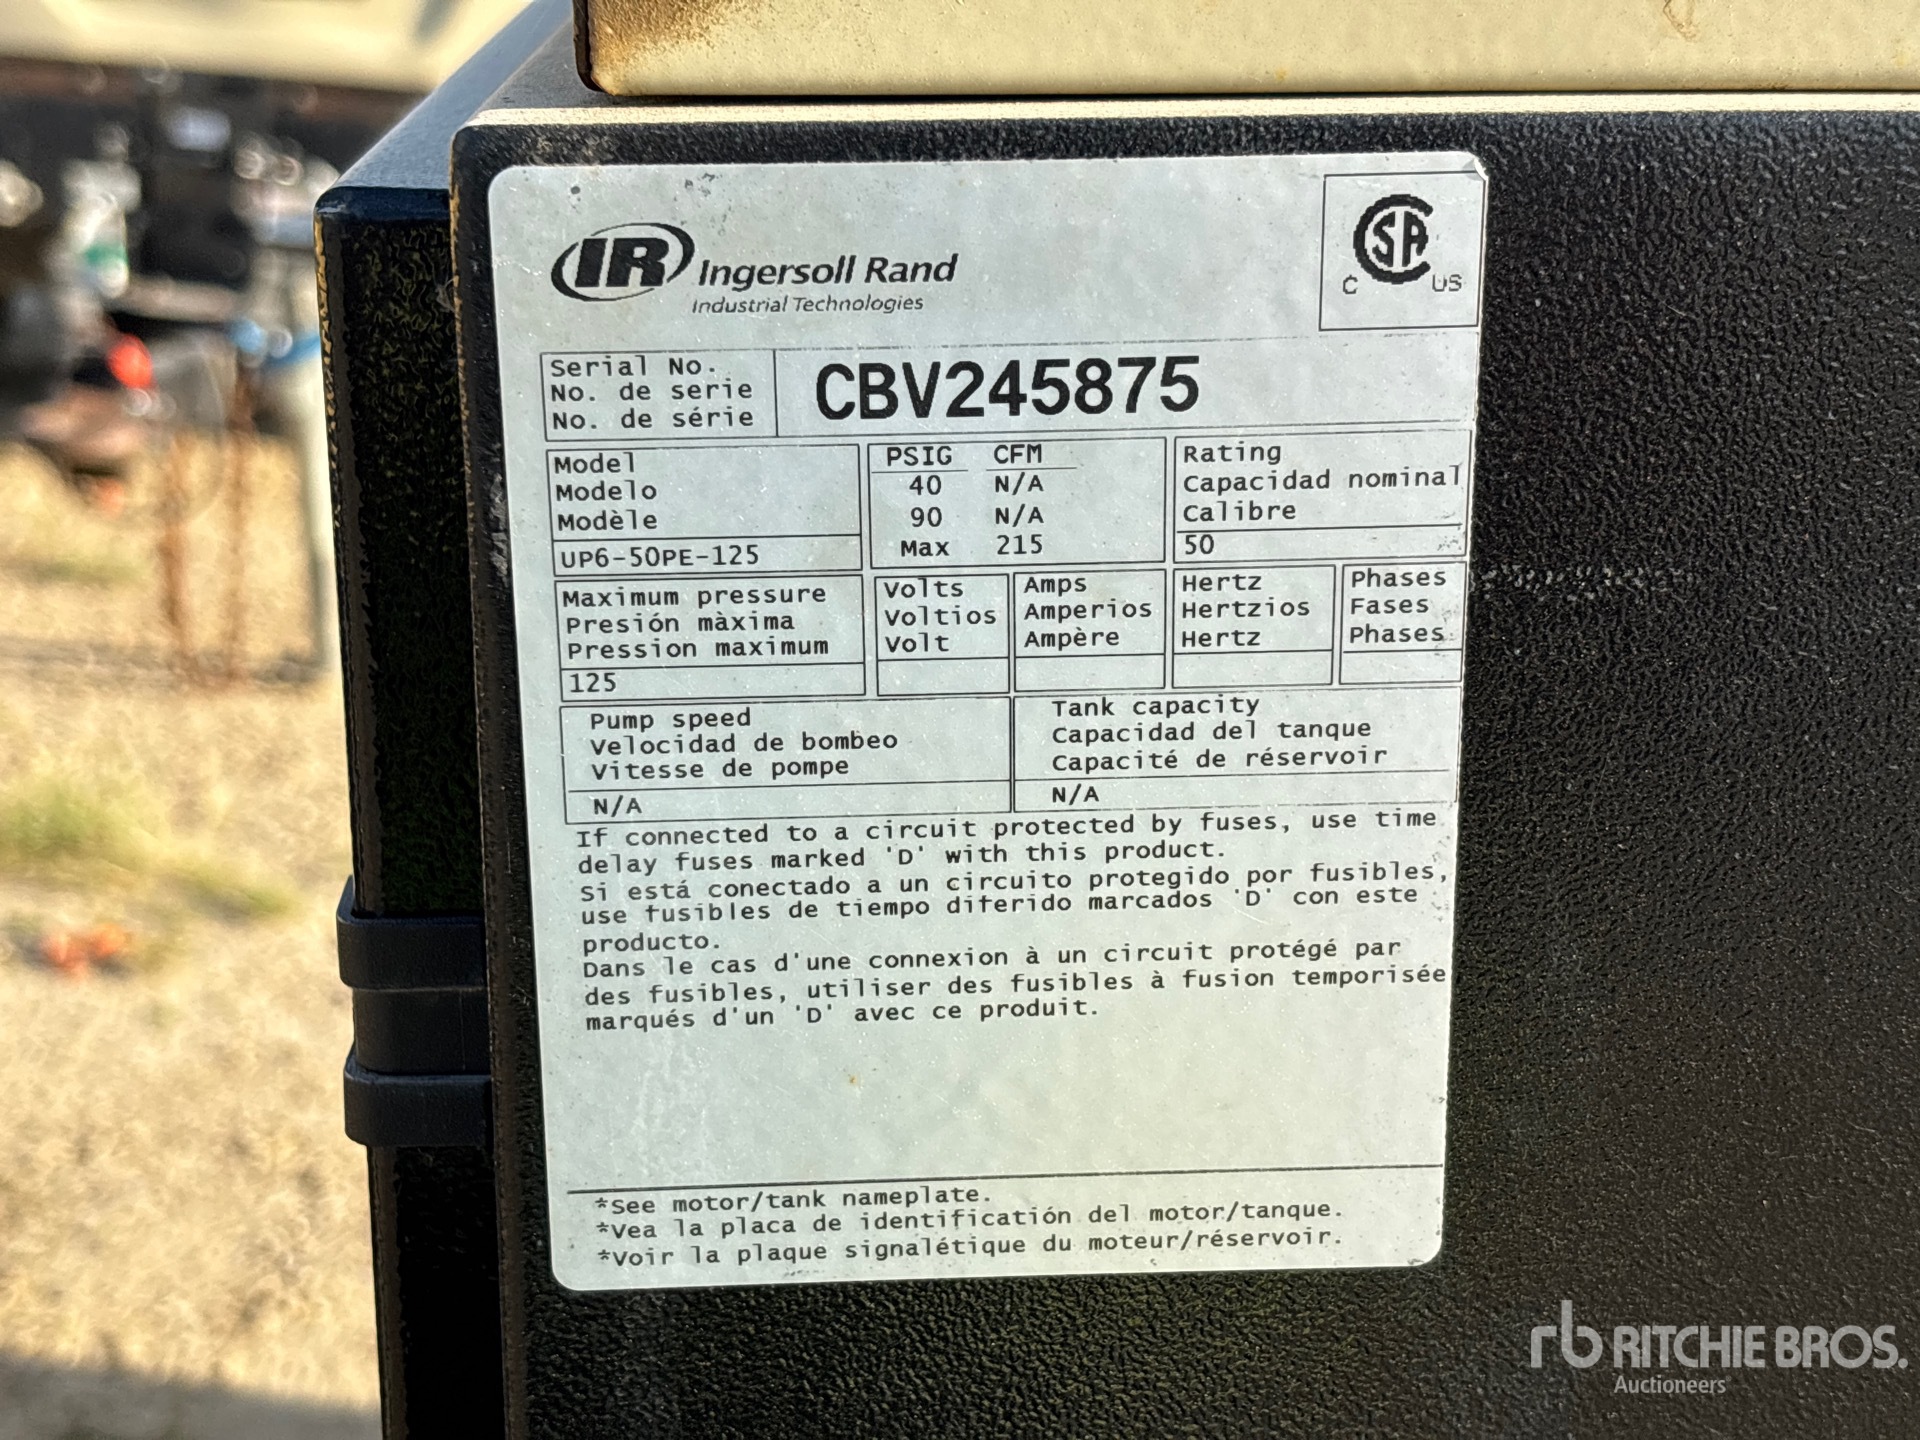 IR Ingersoll Rand
Industrial Technologies
CSA
C US
Serial No.
No. de serie
No. de série
CBV245875
Model
Modelo
Modèle
UP6-50PE-125
PSIG CFM
40 N/A
90 N/A
Max 215
Rating
Capacidad nominal
Calibre
50
Maximum pressure
Presión màxima
Pression maximum
125
Volts
Voltios
Volt
Amps
Amperios
Ampère
Hertz
Hertzios
Hertz
Phases
Fases
Phases
Pump speed
Velocidad de bombeo
Vitesse de pompe
N/A
Tank capacity
Capacidad del tanque
Capacité de réservoir
N/A
If connected to a circuit protected by fuses, use time
delay fuses marked 'D' with this product.
Si está conectado a un circuito protegido por fusibles,
use fusibles de tiempo diferido marcados 'D' con este
producto.
Dans le cas d'une connexion à un circuit protégé par
des fusibles, utiliser des fusibles à fusion temporisée
marqués d'un 'D' avec ce produit.
*See motor/tank nameplate.
*Vea la placa de identificatión del motor/tanque.
*Voir la plaque signalétique du moteur/réservoir.
rb RITCHIE BROS.
Auctioneers